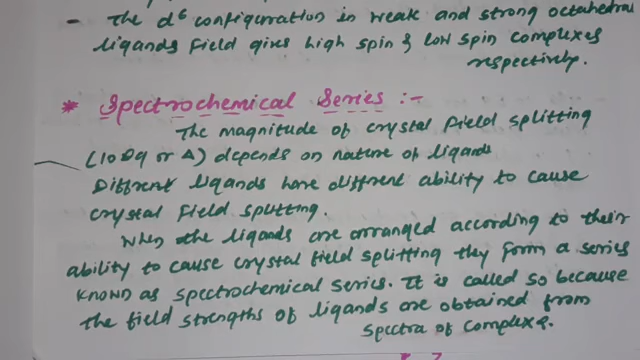 - The d⁶ configuration in weak and strong octahedral
ligands field gives high spin & low spin complexes
respectively.
* Spectrochemical Series :-
The magnitude of crystal field splitting
(10 Dq or Δ) depends on nature of ligands
Different ligands have different ability to cause
crystal field splitting.
When the ligands are arranged according to their
ability to cause crystal field splitting they form a series
known as spectrochemical series. It is called so because
the field strengths of ligands are obtained from
spectra of complexes.